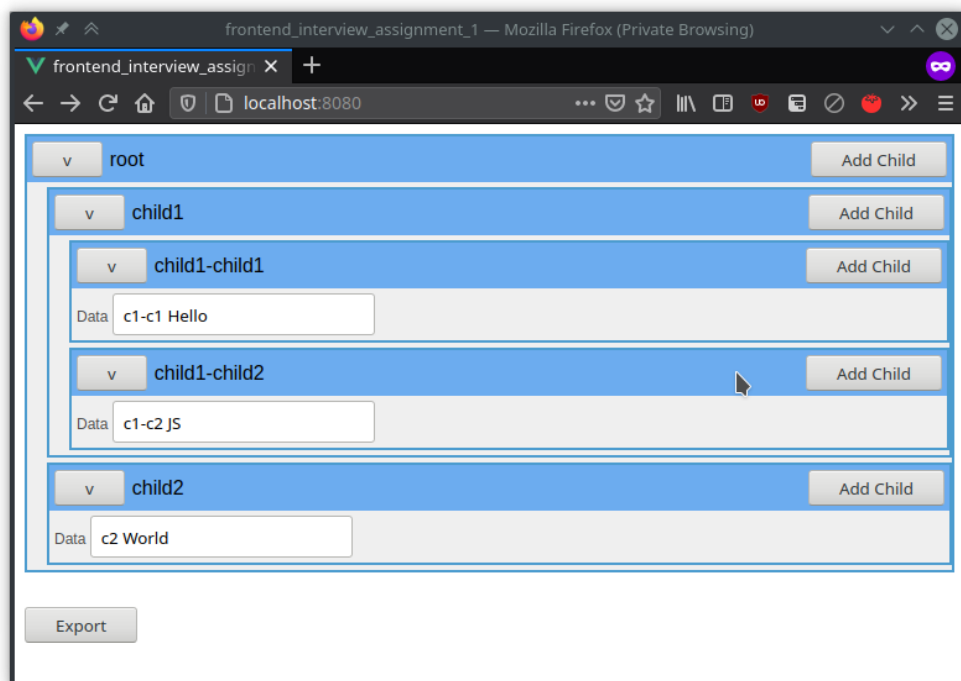 frontend_interview_assignment_1 — Mozilla Firefox (Private Browsing)
frontend_interview_assign
localhost:8080
v root Add Child
v child1 Add Child
v child1-child1 Add Child
Data c1-c1 Hello
v child1-child2 Add Child
Data c1-c2 JS
v child2 Add Child
Data c2 World
Export